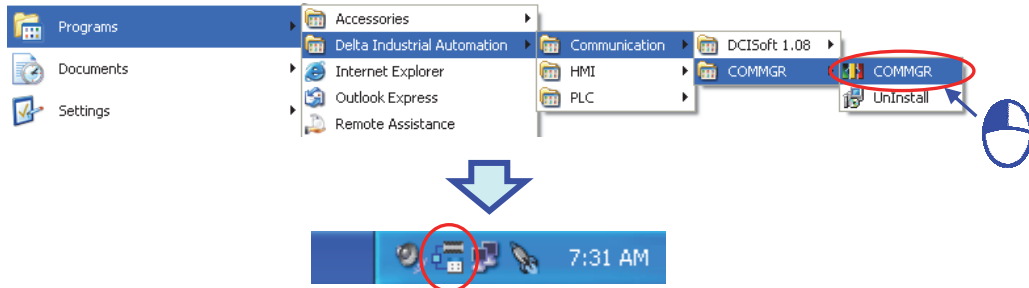 Programs
Documents
Settings
Accessories
Delta Industrial Automation
Internet Explorer
Outlook Express
Remote Assistance
Communication
HMI
PLC
DCISoft 1.08
COMMGR
COMMGR
UnInstall
7:31 AM